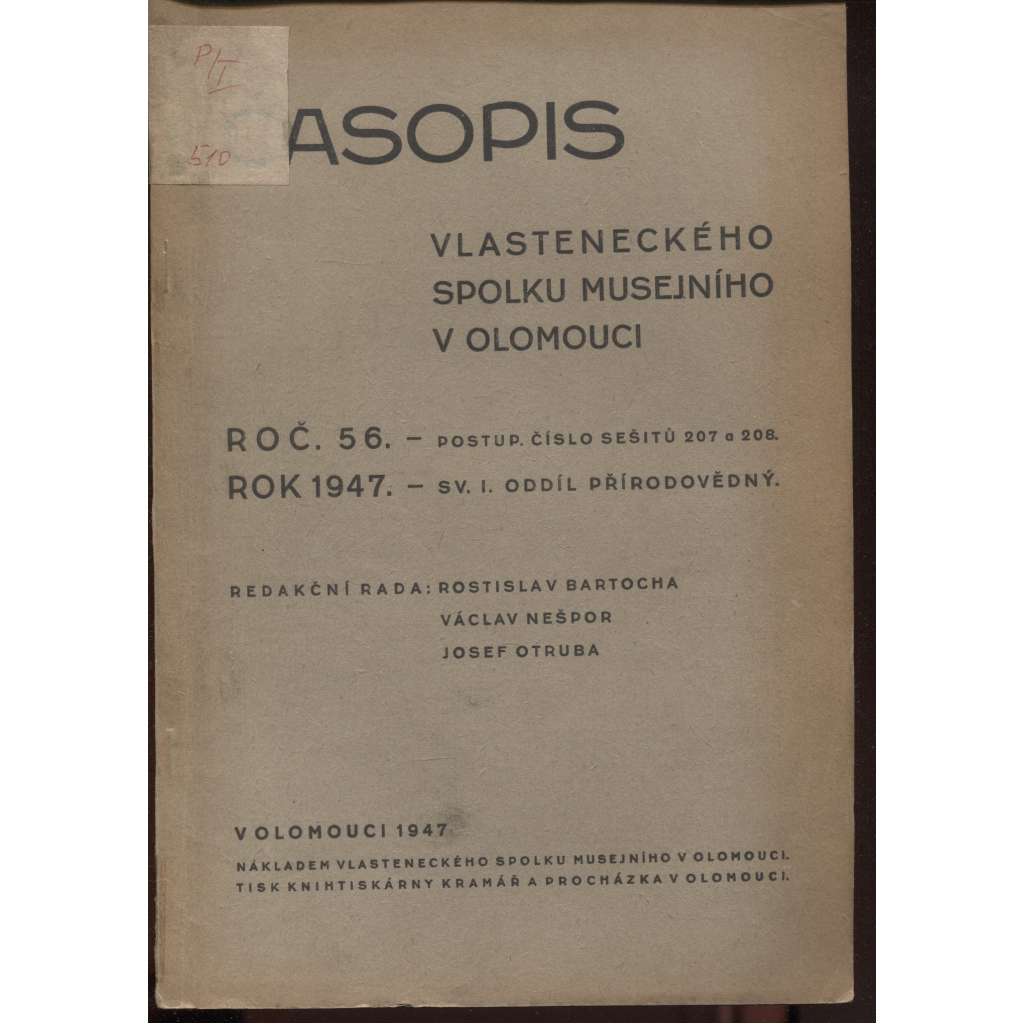 P/I
510
ASOPIS
VLASTENECKÉHO
SPOLKU MUSEJNÍHO
V OLOMOUCI
ROČ. 56. – POSTUP. ČÍSLO SEŠITŮ 207 a 208.
ROK 1947. – SV. I. ODDÍL PŘÍRODOVĚDNÝ.
REDAKČNÍ RADA: ROSTISLAV BARTOCHA
VÁCLAV NEŠPOR
JOSEF OTRUBA
V OLOMOUCI 1947
NÁKLADEM VLASTENECKÉHO SPOLKU MUSEJNÍHO V OLOMOUCI.
TISK KNIHTISKÁRNY KRAMÁŘ A PROCHÁZKA V OLOMOUCI.